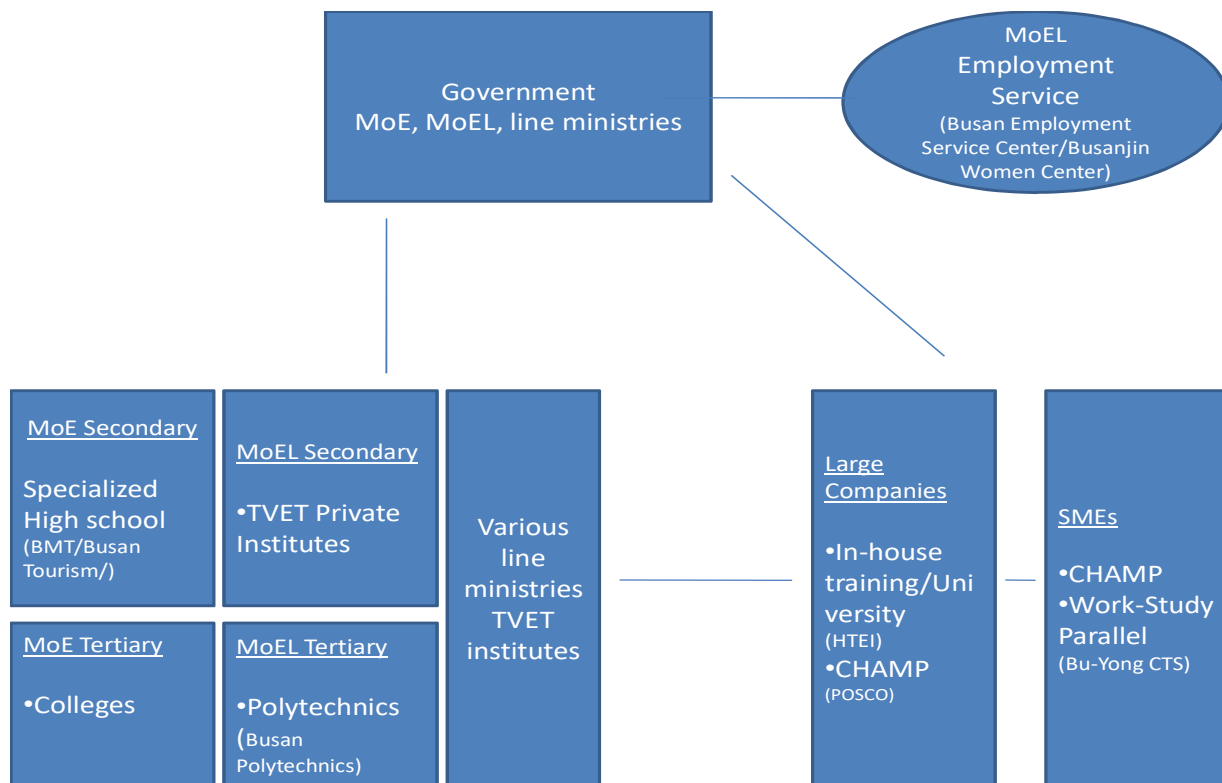 Government
MoE, MoEL, line ministries
MoEL
Employment
Service
(Busan Employment
Service Center/Busanjin
Women Center)
MoE Secondary
Specialized
High school
(BMT/Busan
Tourism/)
MoEL Secondary
•TVET Private
Institutes
MoE Tertiary
•Colleges
MoEL Tertiary
•Polytechnics
(Busan
Polytechnics)
Various
line
ministries
TVET
institutes
Large
Companies
•In-house
training/Uni
versity
(HTEI)
•CHAMP
(POSCO)
SMEs
•CHAMP
•Work-Study
Parallel
(Bu-Yong CTS)